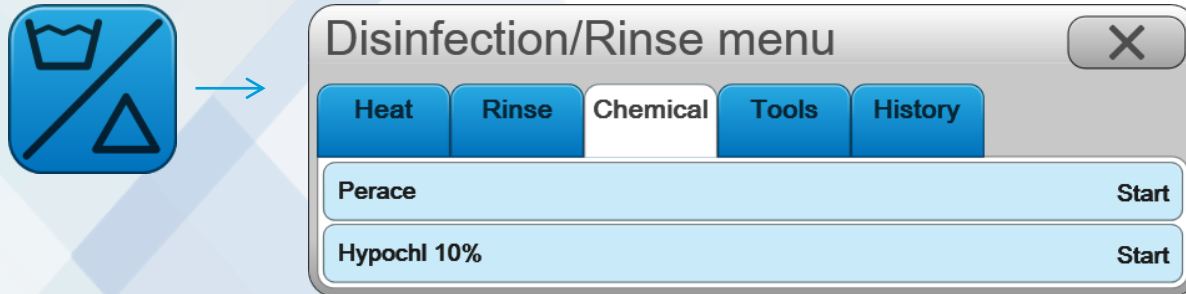 Disinfection/Rinse menu
Heat Rinse Chemical Tools History
Perace Start
Hypochl 10% Start